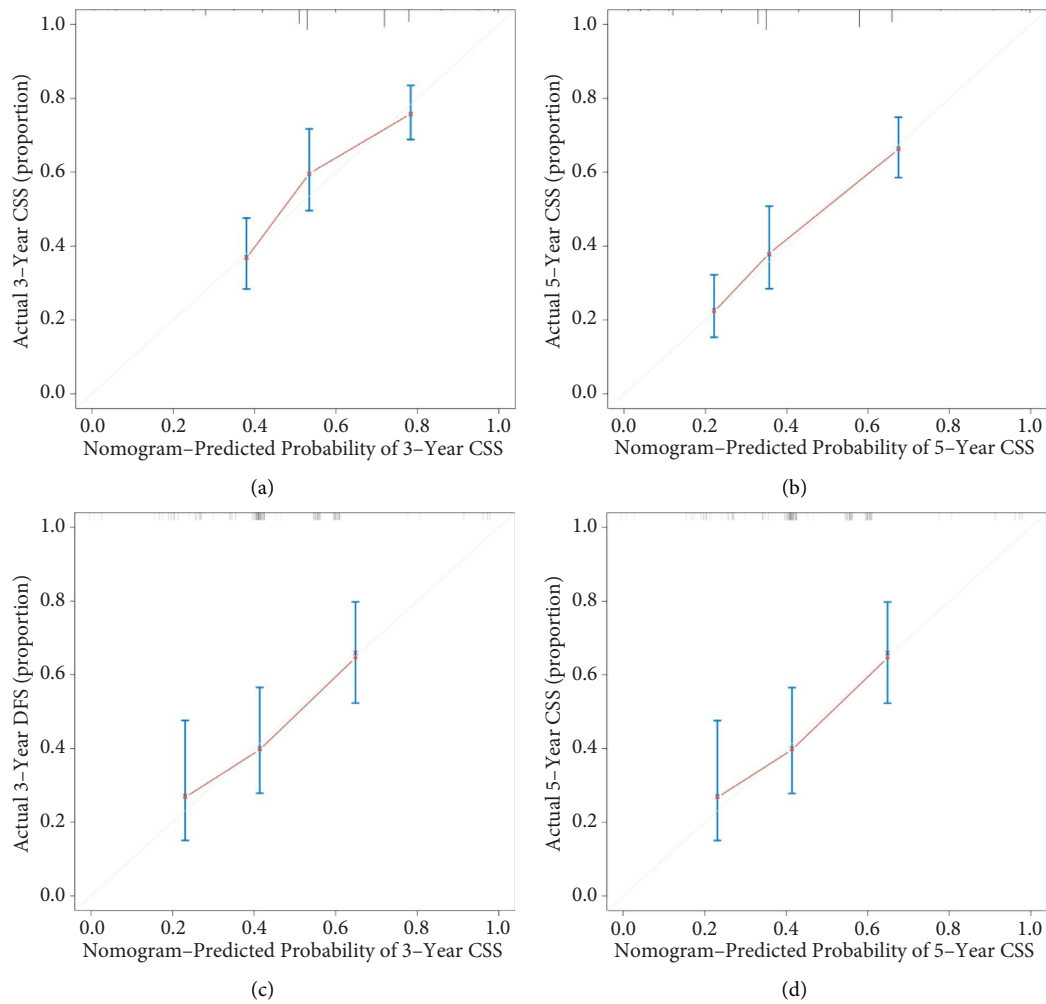 1.0
0.8
0.6
0.4
0.2
0.0
Actual 3–Year CSS (proportion)
0.0 0.2 0.4 0.6 0.8 1.0
Nomogram–Predicted Probability of 3–Year CSS
(a)
1.0
0.8
0.6
0.4
0.2
0.0
Actual 5–Year CSS (proportion)
0.0 0.2 0.4 0.6 0.8 1.0
Nomogram–Predicted Probability of 5–Year CSS
(b)
1.0
0.8
0.6
0.4
0.2
0.0
Actual 3–Year DFS (proportion)
0.0 0.2 0.4 0.6 0.8 1.0
Nomogram–Predicted Probability of 3–Year CSS
(c)
1.0
0.8
0.6
0.4
0.2
0.0
Actual 5–Year CSS (proportion)
0.0 0.2 0.4 0.6 0.8 1.0
Nomogram–Predicted Probability of 5–Year CSS
(d)